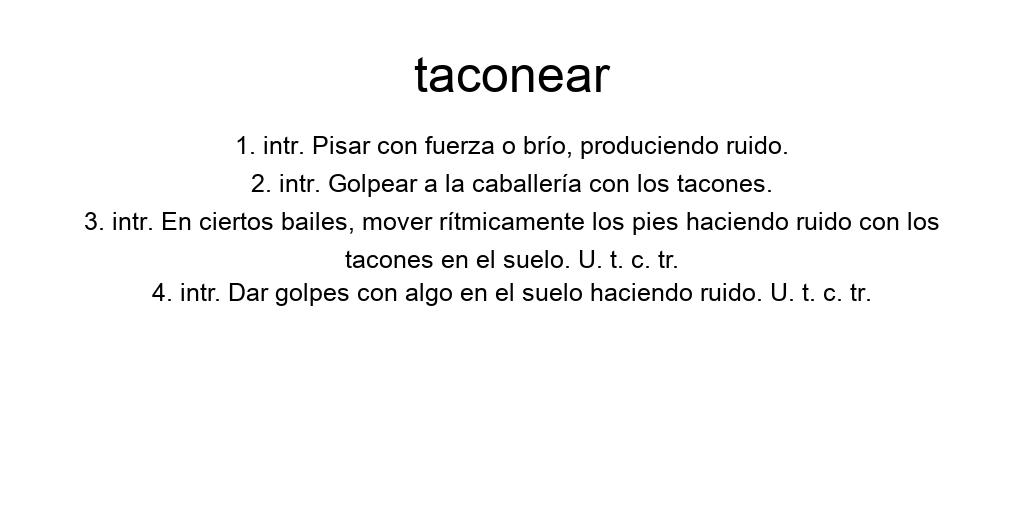 taconear
1. intr. Pisar con fuerza o brío, produciendo ruido.
2. intr. Golpear a la caballería con los tacones.
3. intr. En ciertos bailes, mover rítmicamente los pies haciendo ruido con los
tacones en el suelo. U. t. c. tr.
4. intr. Dar golpes con algo en el suelo haciendo ruido. U. t. c. tr.